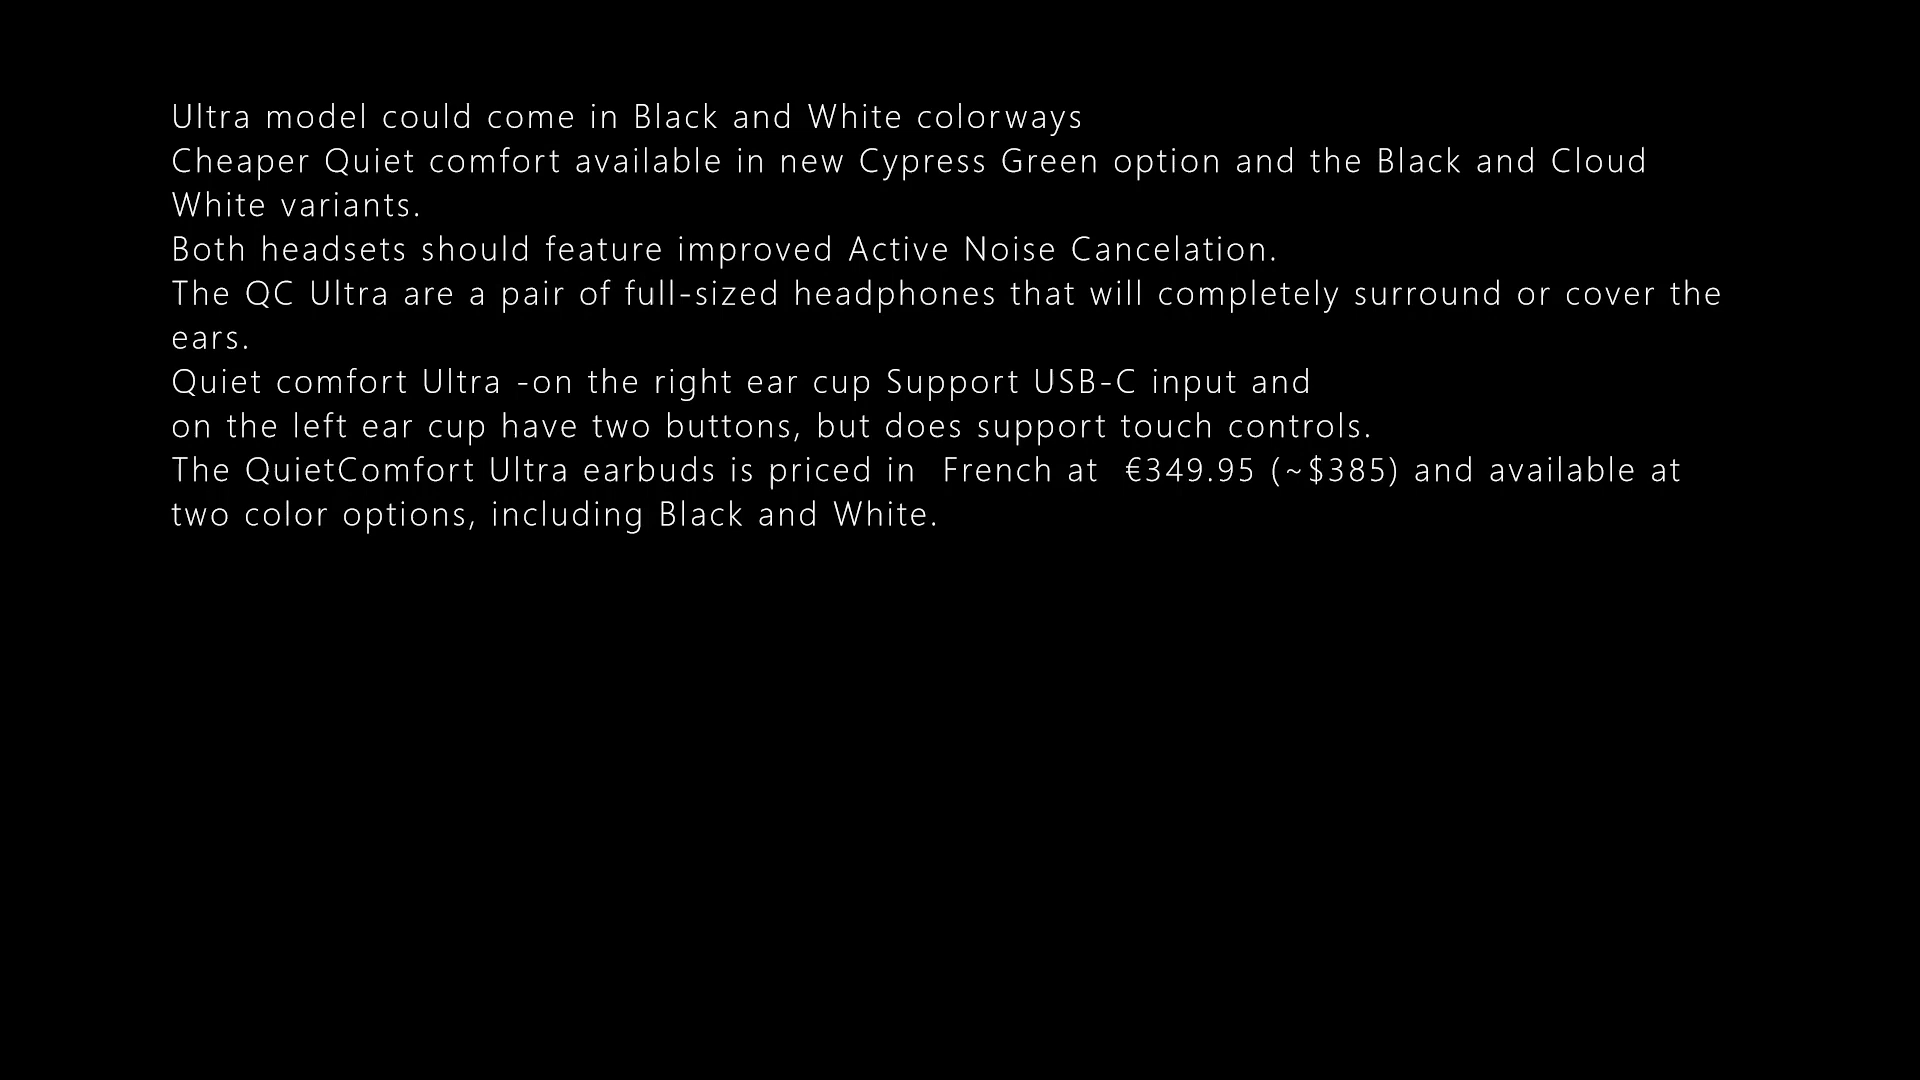 Ultra model could come in Black and White colorways
Cheaper Quiet comfort available in new Cypress Green option and the Black and Cloud
White variants.
Both headsets should feature improved Active Noise Cancelation.
The QC Ultra are a pair of full-sized headphones that will completely surround or cover the
ears.
Quiet comfort Ultra -on the right ear cup Support USB-C input and
on the left ear cup have two buttons, but does support touch controls.
The QuietComfort Ultra earbuds is priced in  French at  €349.95 (~$385) and available at
two color options, including Black and White.